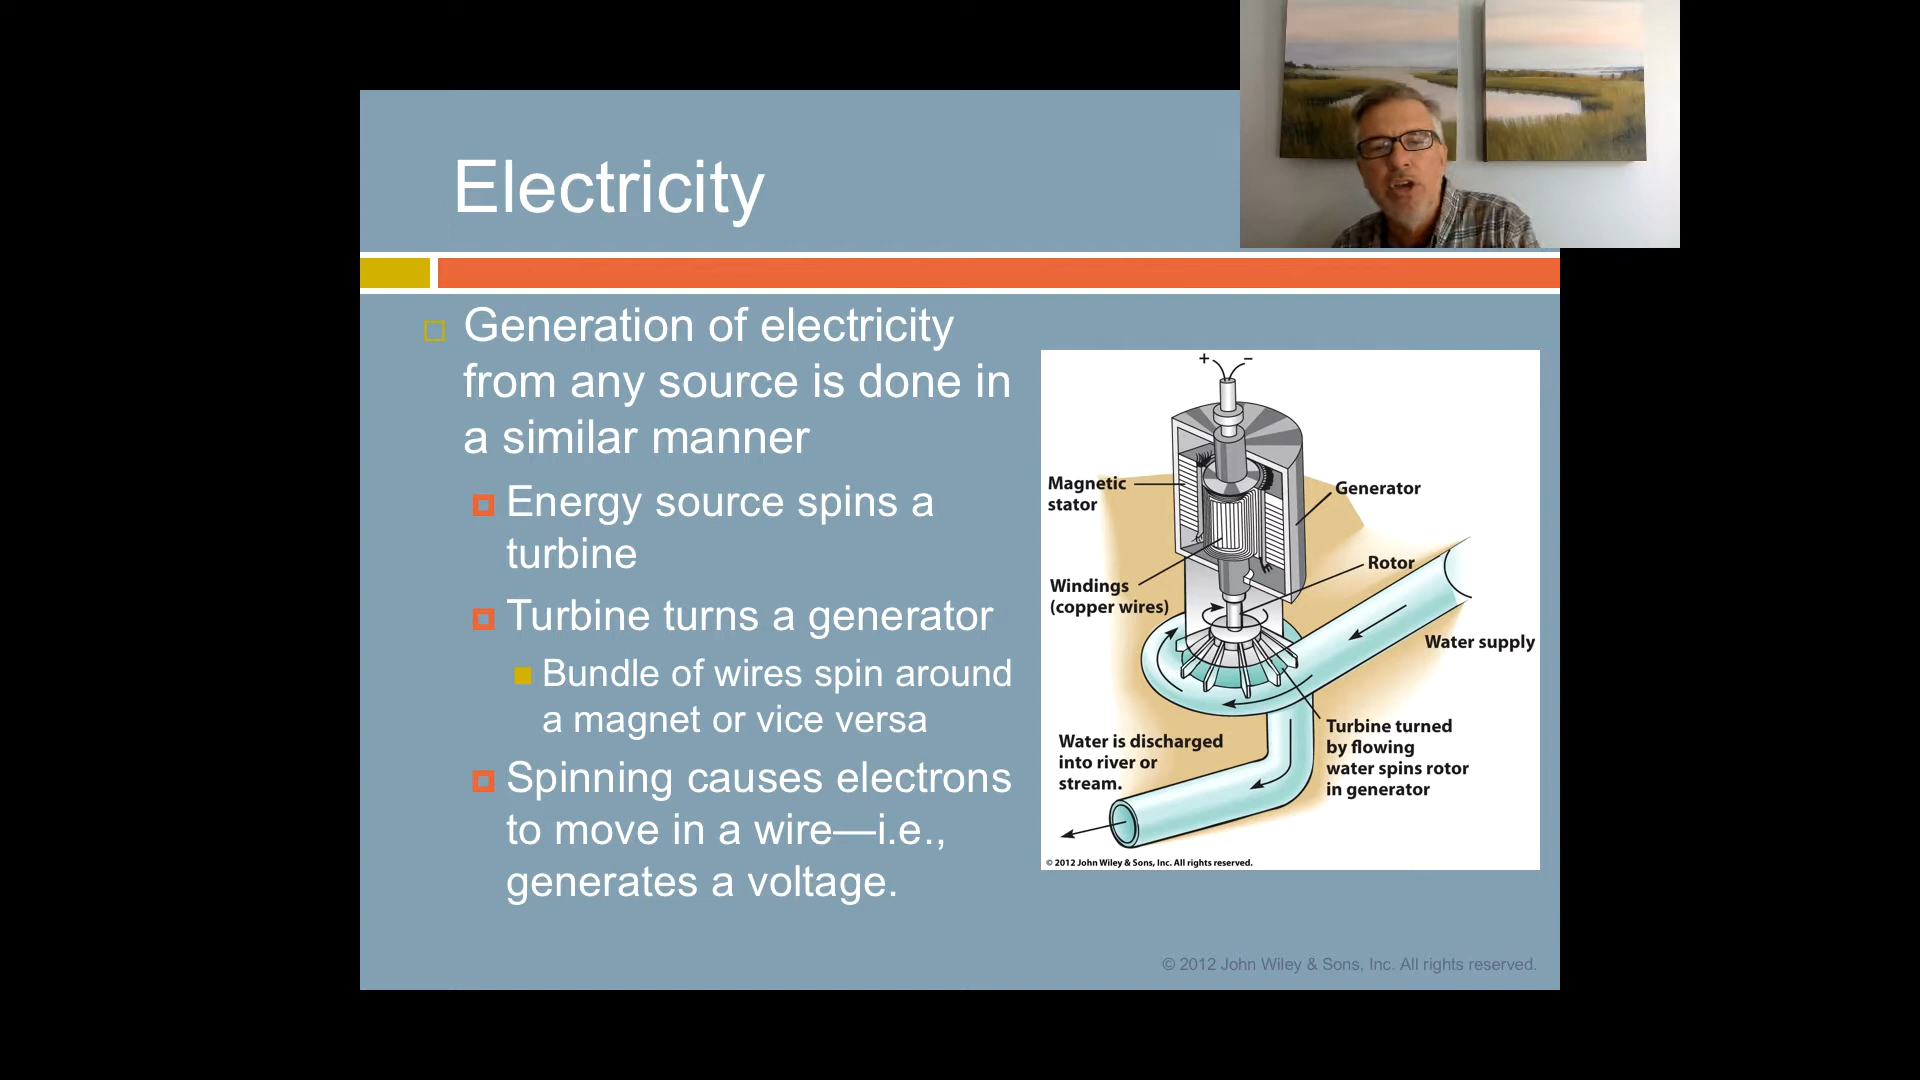 Electricity
Generation of electricity
from any source is done in
a similar manner
Energy source spins a
turbine
Turbine turns a generator
Bundle of wires spin around
a magnet or vice versa
Spinning causes electrons
to move in a wire—i.e.,
generates a voltage.
+ −
Magnetic
stator
Generator
Rotor
Windings
(copper wires)
Water supply
Turbine turned
by flowing
water spins rotor
in generator
Water is discharged
into river or
stream.
© 2012 John Wiley & Sons, Inc. All rights reserved.
© 2012 John Wiley & Sons, Inc. All rights reserved.